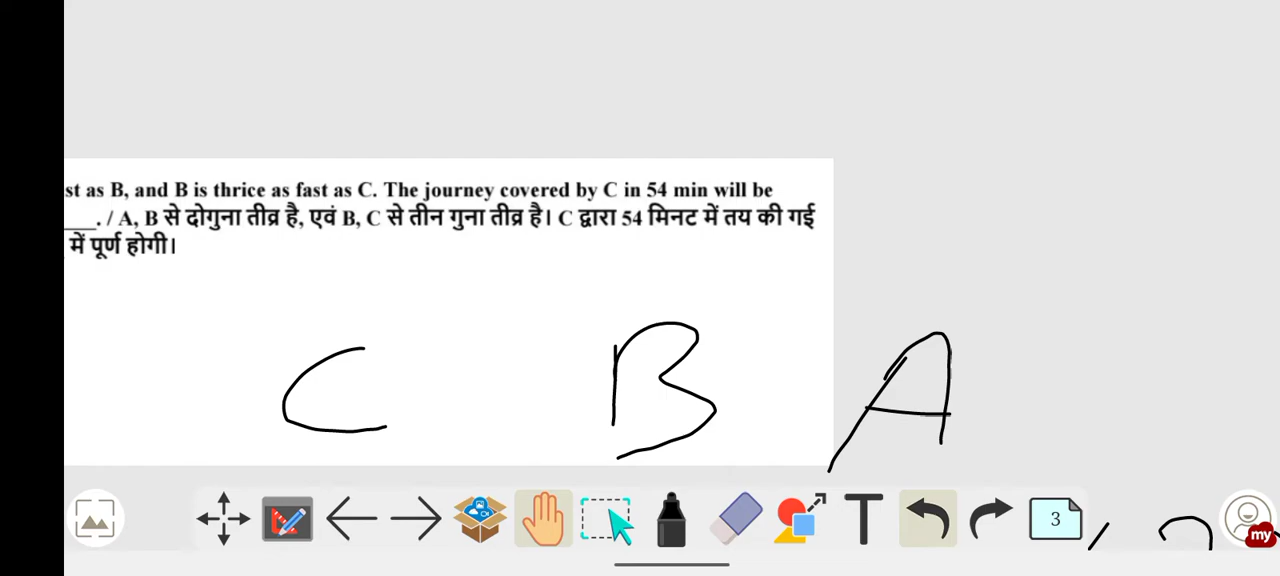 st as B, and B is thrice as fast as C. The journey covered by C in 54 min will be
___. / A, B से दोगुना तीव्र है, एवं B, C से तीन गुना तीव्र है। C द्वारा 54 मिनट में तय की गई
में पूर्ण होगी।
C B A
T 3
my